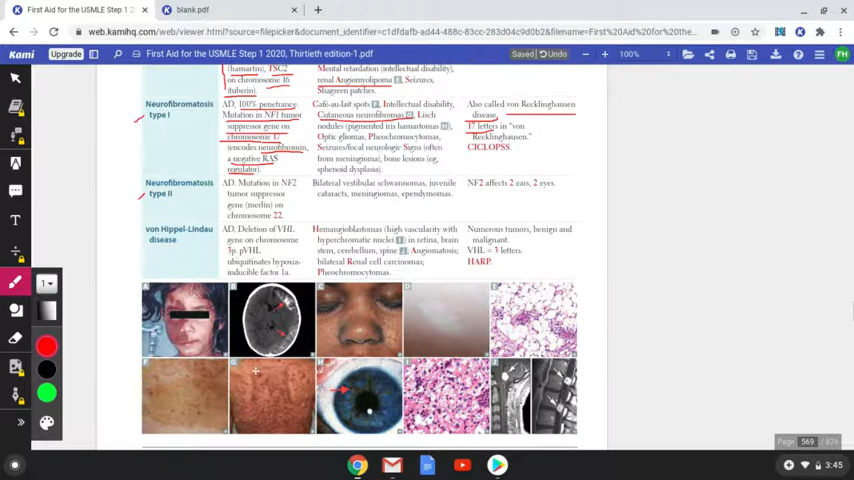 First Aid for the USMLE Step 1 2
blank.pdf
www.kamihq.com/web/viewer.html?source=filepicker&document_identifier=c1dfdafb-ad44-488c-83cc-283d04c9d0b2&filename=First%20Aid%20for%20the...
Kami
Upgrade
First Aid for the USMLE Step 1 2020, Thirtieth edition-1.pdf
Saved
Undo
100%
(hamartin), TSC2
on chromosome 16
(tuberin).
Mental retardation (intellectual disability),
renal Angiomyolipoma E, Seizures,
Shagreen patches.
Neurofibromatosis
type I
AD, 100% penetrance.
Mutation in NF1 tumor
suppressor gene on
chromosome 17
(encodes neurofibromin,
a negative RAS
regulator).
Café-au-lait spots F, Intellectual disability,
Cutaneous neurofibromas G, Lisch
nodules (pigmented iris hamartomas H),
Optic gliomas, Pheochromocytomas,
Seizures/focal neurologic Signs (often
from meningioma), bone lesions (eg,
sphenoid dysplasia).
Also called von Recklinghausen
disease,
17 letters in "von
Recklinghausen."
CICLOPSS.
Neurofibromatosis
type II
AD. Mutation in NF2
tumor suppressor
gene (merlin) on
chromosome 22.
Bilateral vestibular schwannomas, juvenile
cataracts, meningiomas, ependymomas.
NF2 affects 2 ears, 2 eyes.
von Hippel-Lindau
disease
AD. Deletion of VHL
gene on chromosome
3p. pVHL
ubiquitinates hypoxia-
inducible factor 1a.
Hemangioblastomas (high vascularity with
hyperchromatic nuclei I) in retina, brain
stem, cerebellum, spine J; Angiomatosis;
bilateral Renal cell carcinomas;
Pheochromocytomas.
Numerous tumors, benign and
malignant.
VHL = 3 letters.
HARP.
A
B
C
D
E
F
G
H
I
J
T
1
Page 569 / 826
FH
3:45